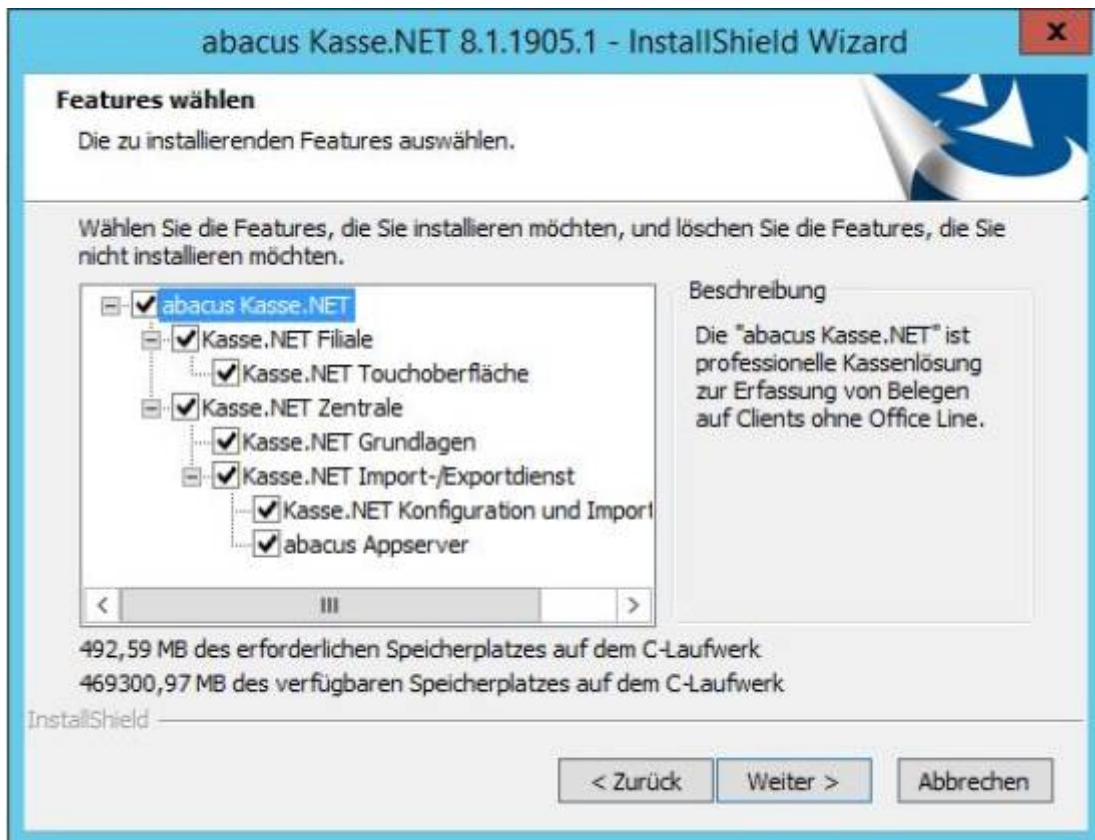 abacus Kasse.NET 8.1.1905.1 - InstallShield Wizard
x
Features wählen
Die zu installierenden Features auswählen.
Wählen Sie die Features, die Sie installieren möchten, und löschen Sie die Features, die Sie
nicht installieren möchten.
abacus Kasse.NET
Kasse.NET Filiale
Kasse.NET Touchoberfläche
Kasse.NET Zentrale
Kasse.NET Grundlagen
Kasse.NET Import-/Exportdienst
Kasse.NET Konfiguration und Import
abacus Appserver
Beschreibung
Die "abacus Kasse.NET" ist
professionelle Kassenlösung
zur Erfassung von Belegen
auf Clients ohne Office Line.
492,59 MB des erforderlichen Speicherplatzes auf dem C-Laufwerk
469300,97 MB des verfügbaren Speicherplatzes auf dem C-Laufwerk
InstallShield
< Zurück
Weiter >
Abbrechen